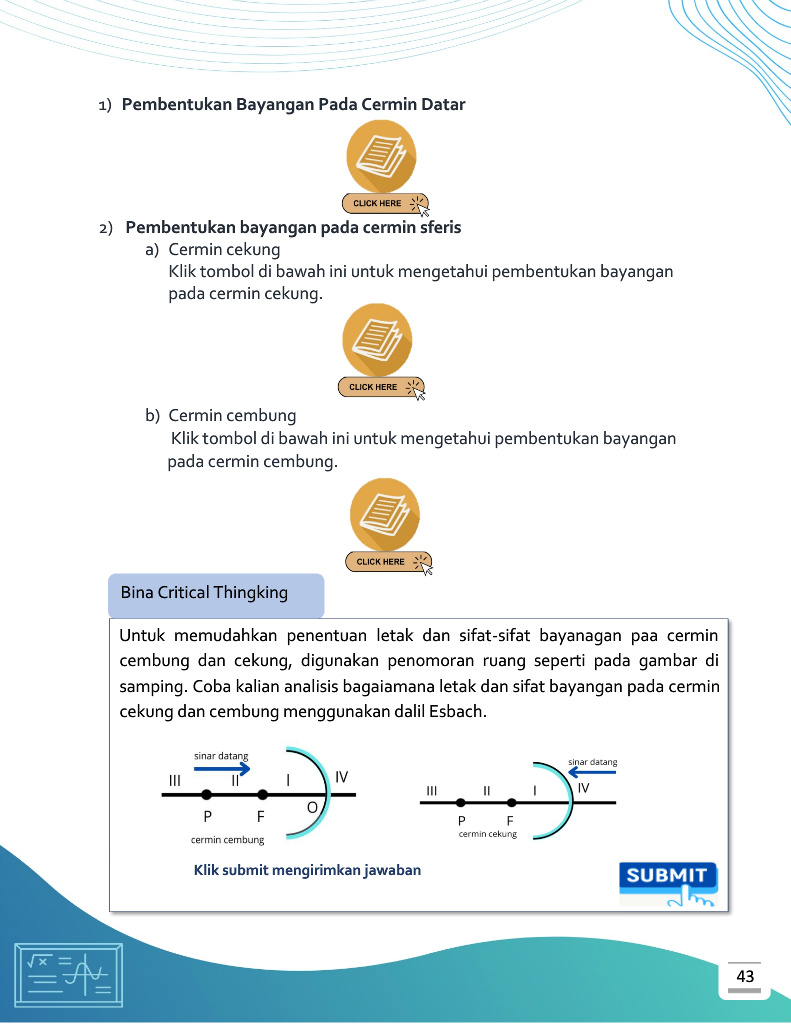 1) Pembentukan Bayangan Pada Cermin Datar
CLICK HERE
2) Pembentukan bayangan pada cermin sferis
a) Cermin cekung
Klik tombol di bawah ini untuk mengetahui pembentukan bayangan
pada cermin cekung.
CLICK HERE
b) Cermin cembung
Klik tombol di bawah ini untuk mengetahui pembentukan bayangan
pada cermin cembung.
CLICK HERE
Bina Critical Thingking
Untuk memudahkan penentuan letak dan sifat-sifat bayanagan paa cermin
cembung dan cekung, digunakan penomoran ruang seperti pada gambar di
samping. Coba kalian analisis bagaiamana letak dan sifat bayangan pada cermin
cekung dan cembung menggunakan dalil Esbach.
sinar datang
III II I IV
P F O
cermin cembung
sinar datang
III II I IV
P F
cermin cekung
Klik submit mengirimkan jawaban
SUBMIT
√x
43